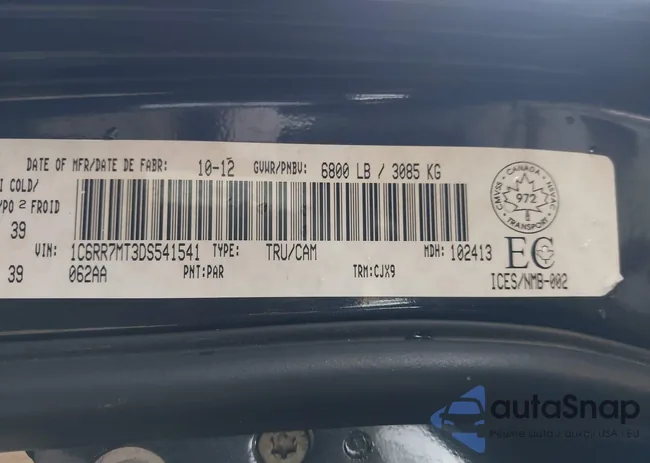 DATE OF MFR/DATE DE FABR: 10-12 GVWR/PNBV: 6800 LB / 3085 KG
I COLD/
YPO 2 FROID
39
VIN: 1C6RR7MT3DS541541 TYPE: TRU/CAM MDH: 102413
39 062AA PNT:PAR TRM:CJX9
CMVSS · CANADA · NSVAC
972
TRANSPORT
EC
ICES/NMB-002
autoSnap